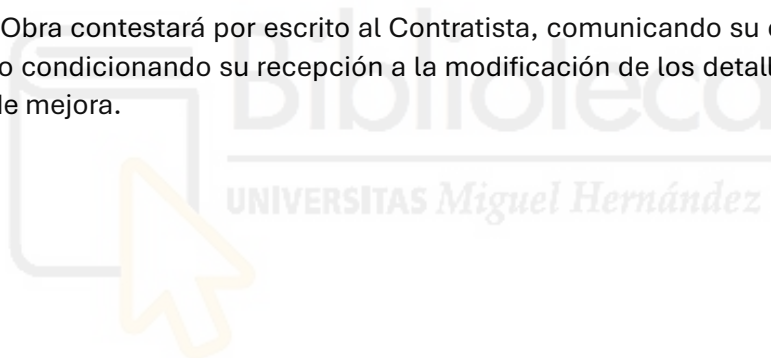 Obra contestará por escrito al Contratista, comunicando su
o condicionando su recepción a la modificación de los
de mejora.
Biblioteca
UNIVERSITAS Miguel Hernández